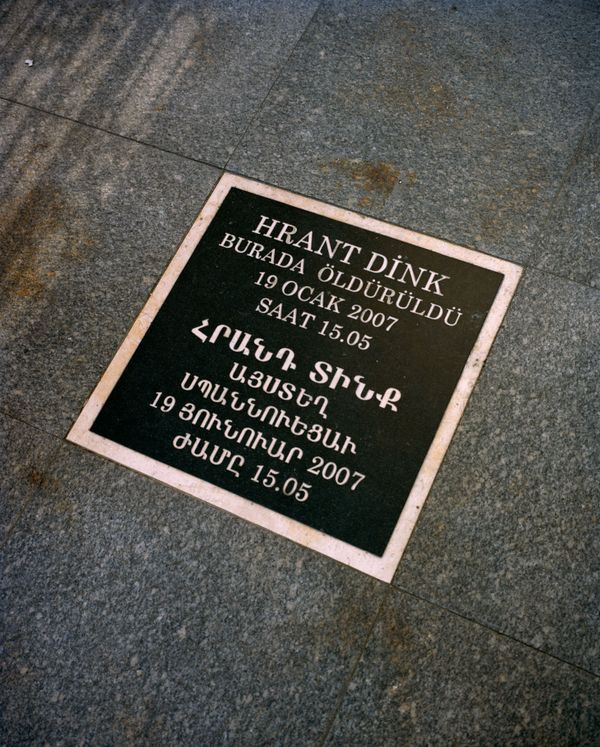 HRANT DİNK
BURADA ÖLDÜRÜLDÜ
19 OCAK 2007
SAAT 15.05
ՀՐԱՆԴ ՏԻՆՔ
ԱՅՍՏԵՂ
ՍՊԱՆՆՈՒԵՑԱՒ
19 ՅՈՒՆՈՒԱՐ 2007
ԺԱՄԸ 15.05